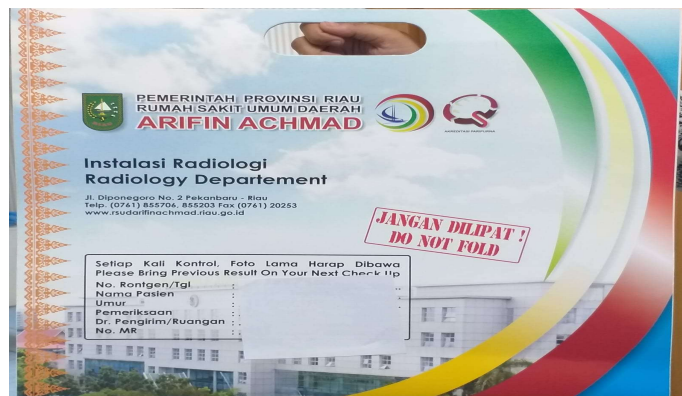 PEMERINTAH PROVINSI RIAU
RUMAH SAKIT UMUM DAERAH
ARIFIN ACHMAD
Instalasi Radiologi
Radiology Departement
Jl. Diponegoro No. 2 Pekanbaru - Riau
Telp. (0761) 855706, 855203 Fax (0761) 20253
www.rsudarifinachmad.riau.go.id
JANGAN DILIPAT !
DO NOT FOLD
Setiap Kali Kontrol, Foto Lama Harap Dibawa
Please Bring Previous Result On Your Next Check Up
No. Rontgen/Tgl :
Nama Pasien :
Umur :
Pemeriksaan :
Dr. Pengirim/Ruangan :
No. MR :